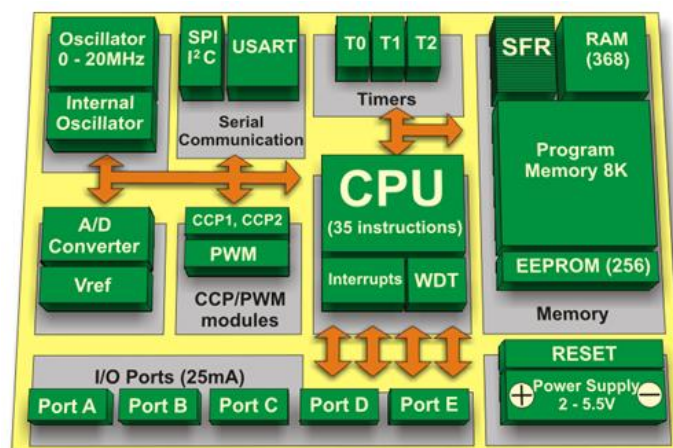 Oscillator
0 - 20MHz
Internal
Oscillator
SPI
I²C
USART
Serial
Communication
T0
T1
T2
Timers
SFR
RAM
(368)
Program
Memory 8K
EEPROM (256)
Memory
CPU
(35 instructions)
Interrupts
WDT
A/D
Converter
Vref
CCP1, CCP2
PWM
CCP/PWM
modules
I/O Ports (25mA)
Port A
Port B
Port C
Port D
Port E
RESET
+
Power Supply
2 - 5.5V
−